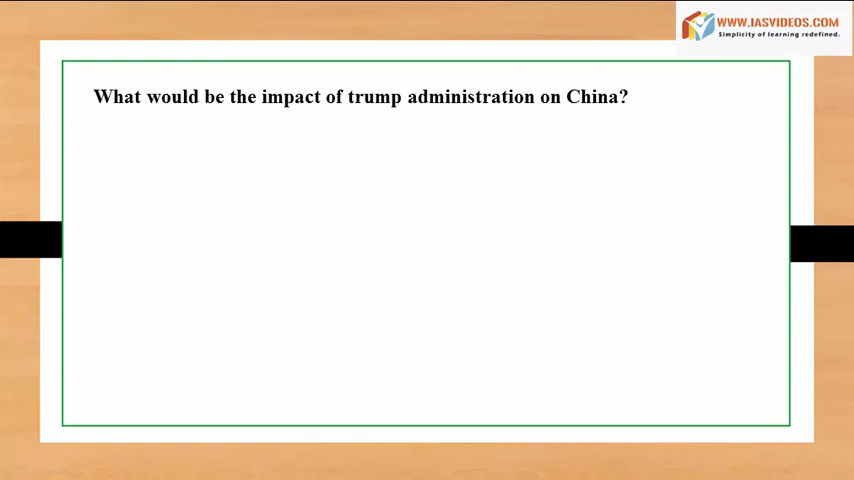 WWW.IASVIDEOS.COM
Simplicity of learning redefined.
What would be the impact of trump administration on China?